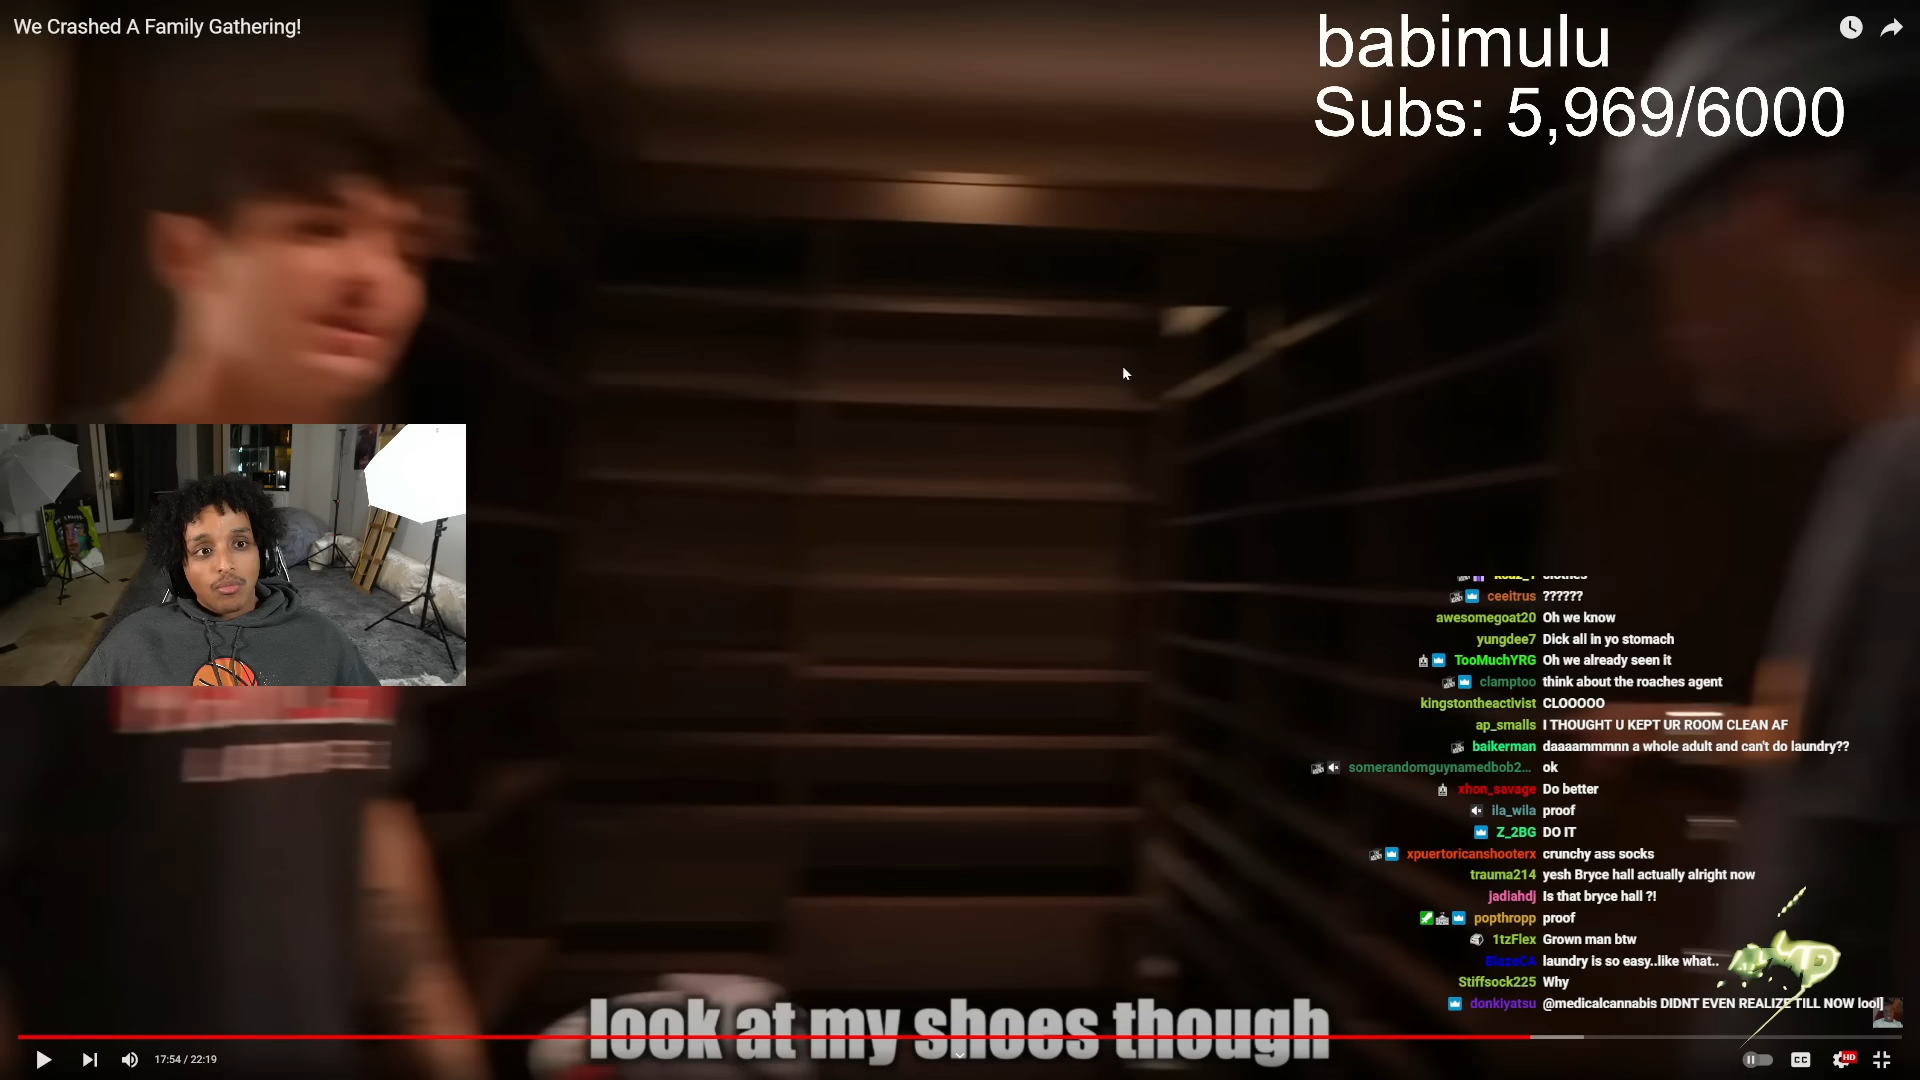 We Crashed A Family Gathering!
babimulu
Subs: 5,969/6000
ceeitrus ??????
awesomegoat20 Oh we know
yungdee7 Dick all in yo stomach
TooMuchYRG Oh we already seen it
clamptoo think about the roaches agent
kingstontheactivist CLOOOOO
ap_smalls I THOUGHT U KEPT UR ROOM CLEAN AF
baikerman daaaammmnn a whole adult and can't do laundry??
somerandomguynamedbob2... ok
xhon_savage Do better
ila_wila proof
Z_2BG DO IT
xpuertoricanshooterx crunchy ass socks
trauma214 yesh Bryce hall actually alright now
jadiahdj Is that bryce hall ?!
popthropp proof
1tzFlex Grown man btw
BlazeCA laundry is so easy..like what..
Stiffsock225 Why
donkiyatsu @medicalcannabis DIDNT EVEN REALIZE TILL NOW lool
look at my shoes though
17:54 / 22:19
CC
HD